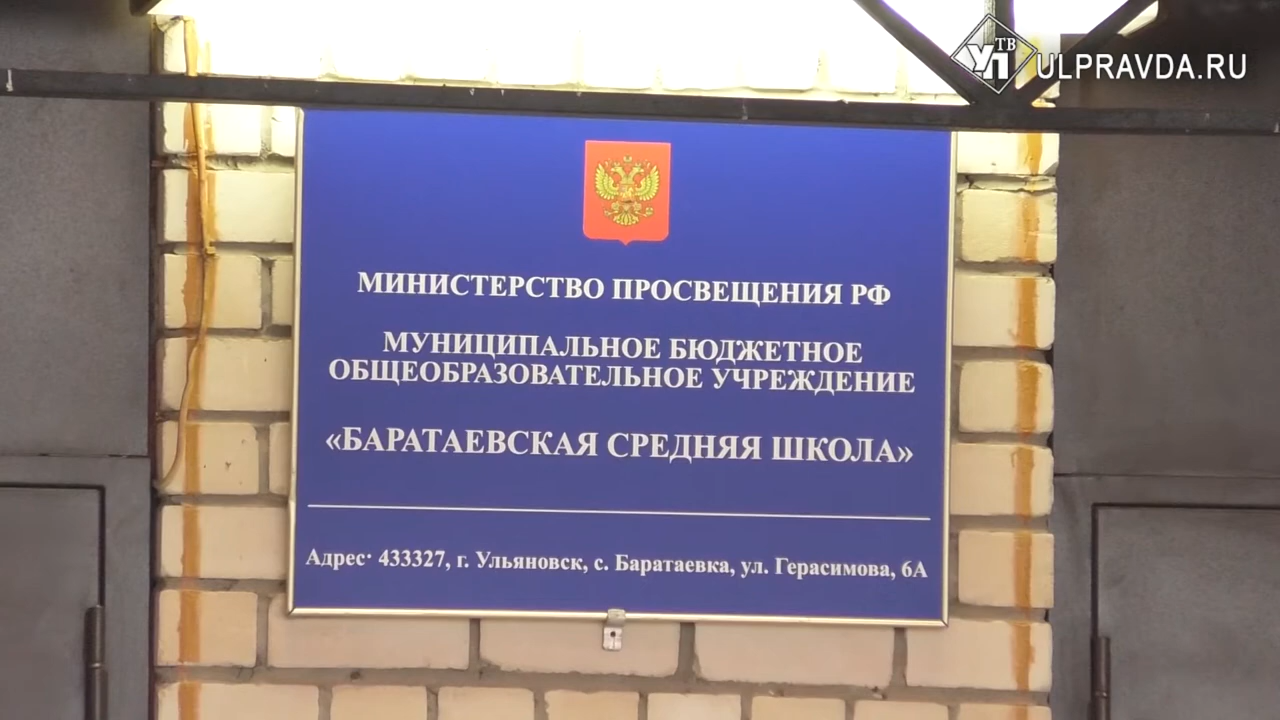 УП ТВ ULPRAVDA.RU
МИНИСТЕРСТВО ПРОСВЕЩЕНИЯ РФ
МУНИЦИПАЛЬНОЕ БЮДЖЕТНОЕ
ОБЩЕОБРАЗОВАТЕЛЬНОЕ УЧРЕЖДЕНИЕ
«БАРАТАЕВСКАЯ СРЕДНЯЯ ШКОЛА»
Адрес· 433327, г. Ульяновск, с. Баратаевка, ул. Герасимова, 6А